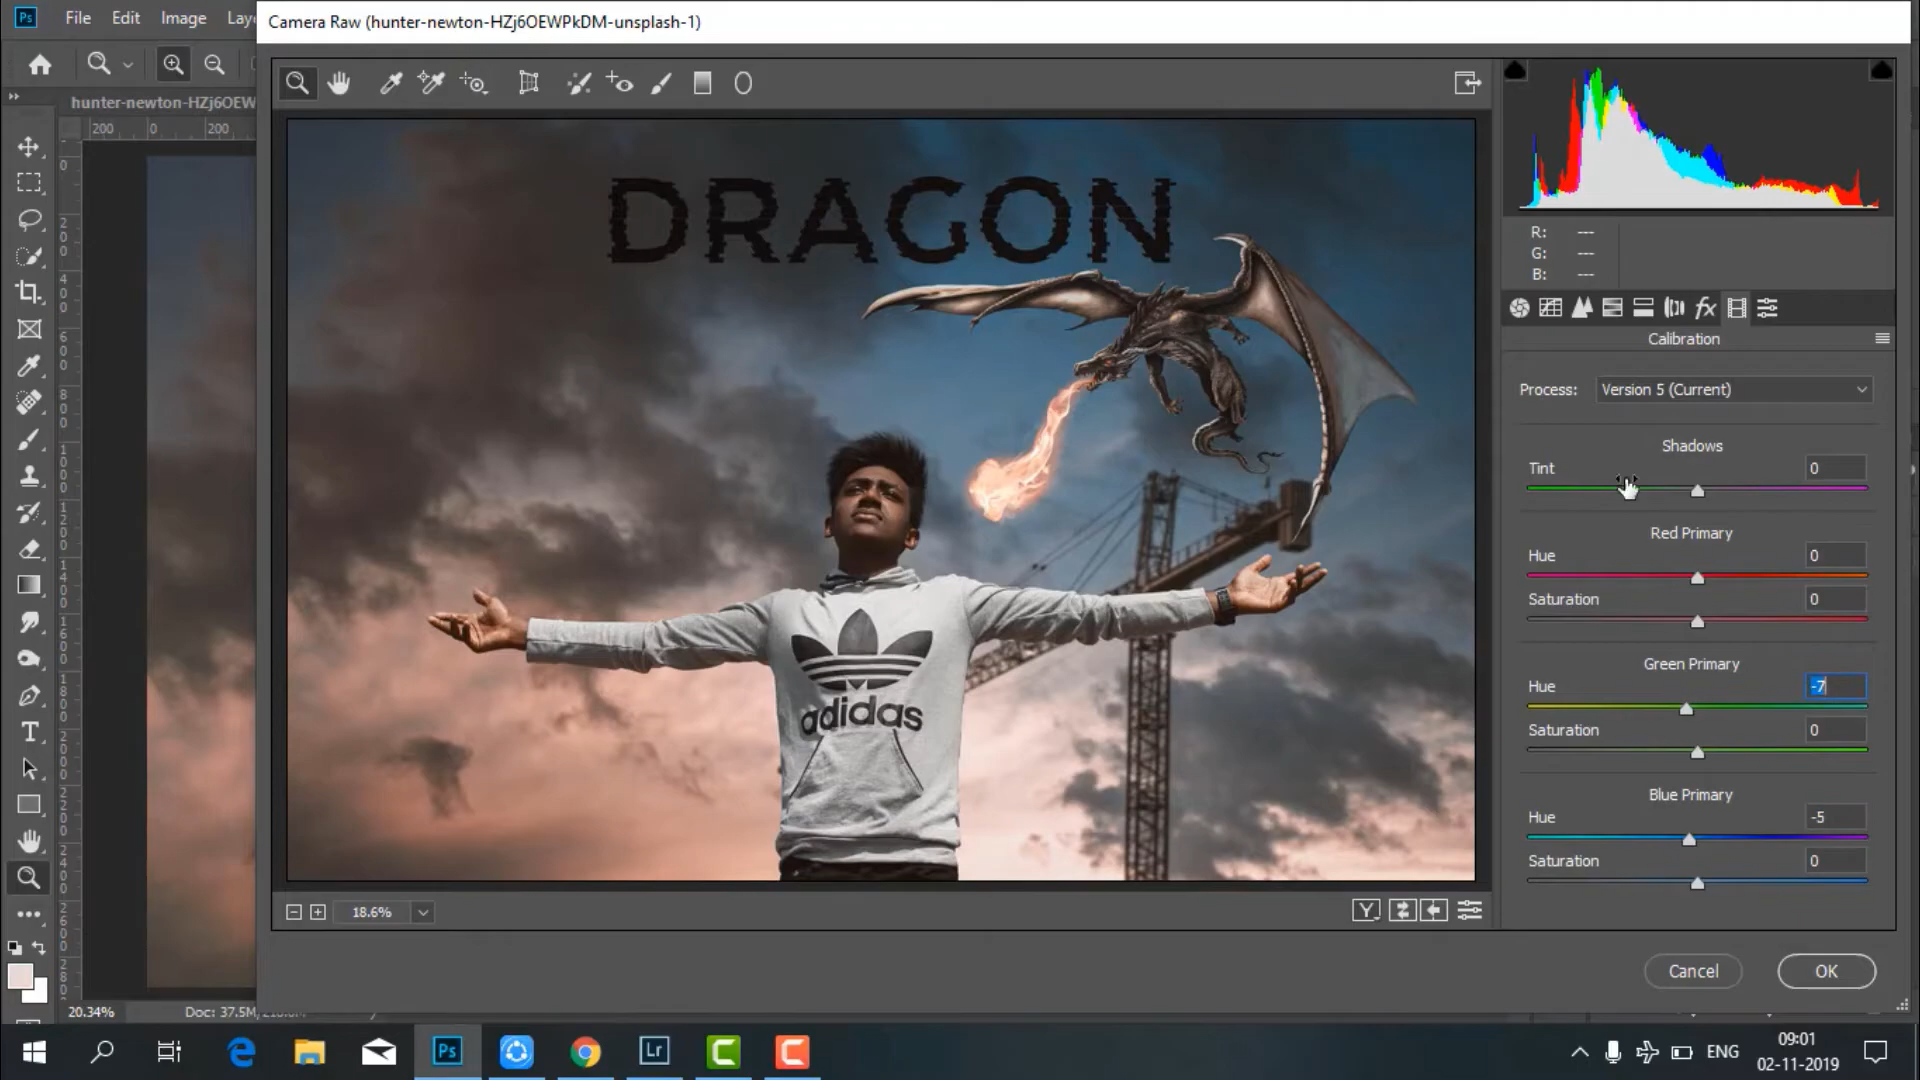 Ps File Edit Image Lay
Camera Raw (hunter-newton-HZj6OEWPkDM-unsplash-1)
hunter-newton-HZj6OEW
200 0 200
DRAGON
adidas
R: ---
G: ---
B: ---
fx
Calibration
Process: Version 5 (Current)
Shadows
Tint 0
Red Primary
Hue 0
Saturation 0
Green Primary
Hue -7
Saturation 0
Blue Primary
Hue -5
Saturation 0
18.6%
Y
Cancel OK
20.34% Doc: 37.5M/
Ps Lr C C
ENG
09:01
02-11-2019